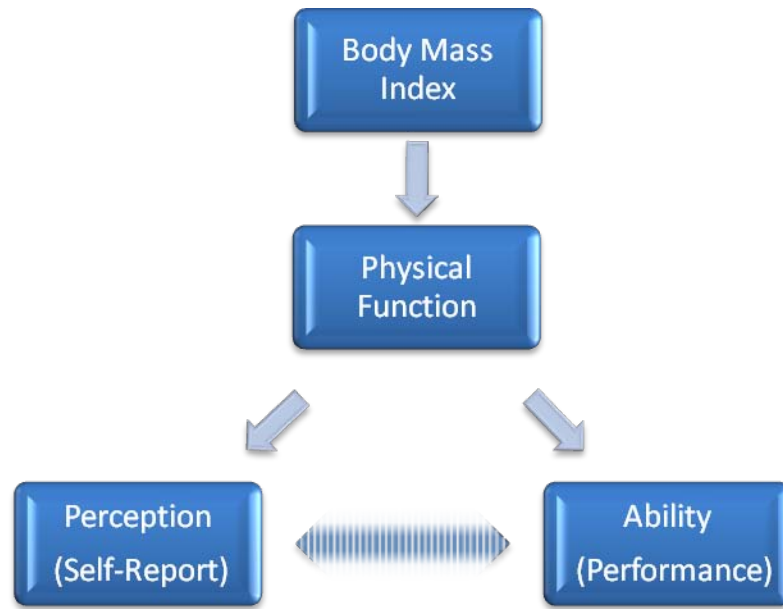 Body Mass
Index
Physical
Function
Perception
(Self-Report)
Ability
(Performance)